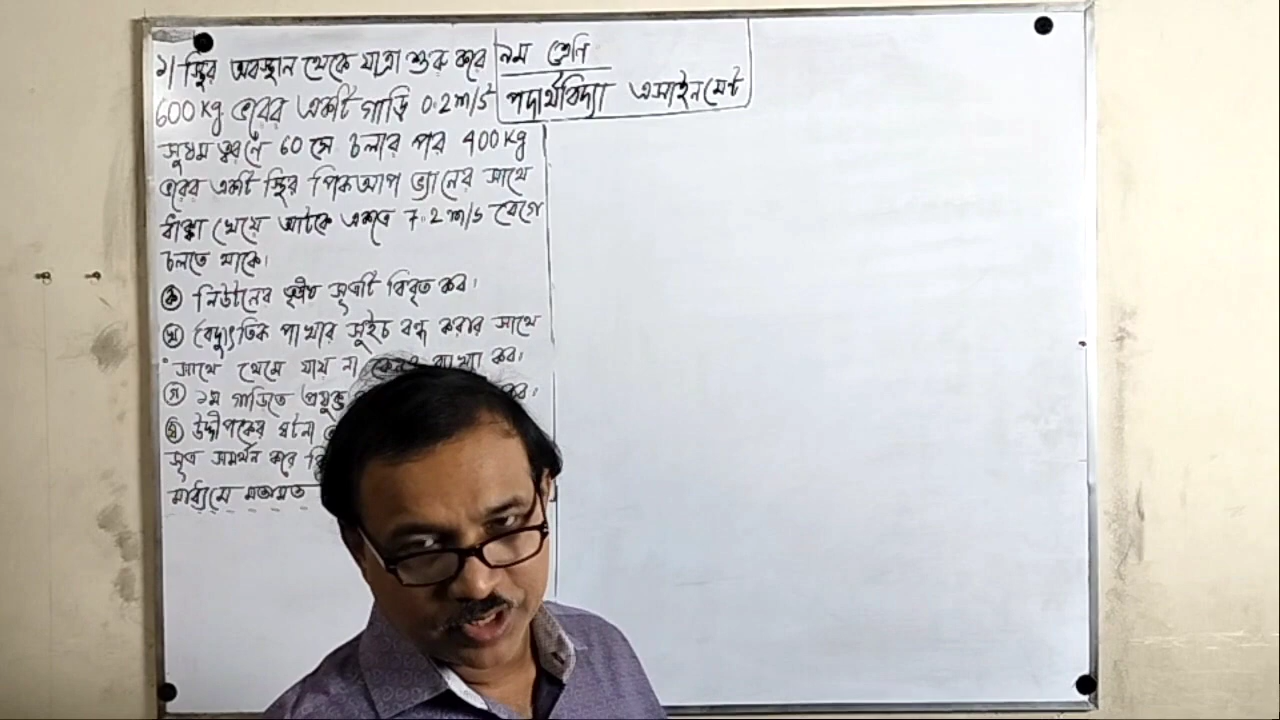 ১/ স্থির অবস্থান থেকে যাত্রা শুরু করে
600 kg ভরের একটি গাড়ি 0.2 m/s²
সুষম ত্বরণে 60 সে চলার পর 400 kg
ভরের একটি স্থির পিকআপ ভ্যানের সাথে
ধাক্কা খেয়ে আটকে একত্রে 7.2 m/s বেগে
চলতে থাকে।
ক নিউটনের তৃতীয় সূত্রটি বিবৃত কর।
খ বৈদ্যুতিক পাখার সুইচ বন্ধ করার সাথে
সাথে থেমে যায় না কেন? ব্যাখ্যা কর।
গ ১ম গাড়িতে প্রযুক্ত কর।
ঘ উদ্দীপকের ঘটনা
সূত্র সমর্থন করে কি
মাধ্যমে মতামত
৯ম শ্রেণি
পদার্থবিদ্যা এসাইনমেন্ট